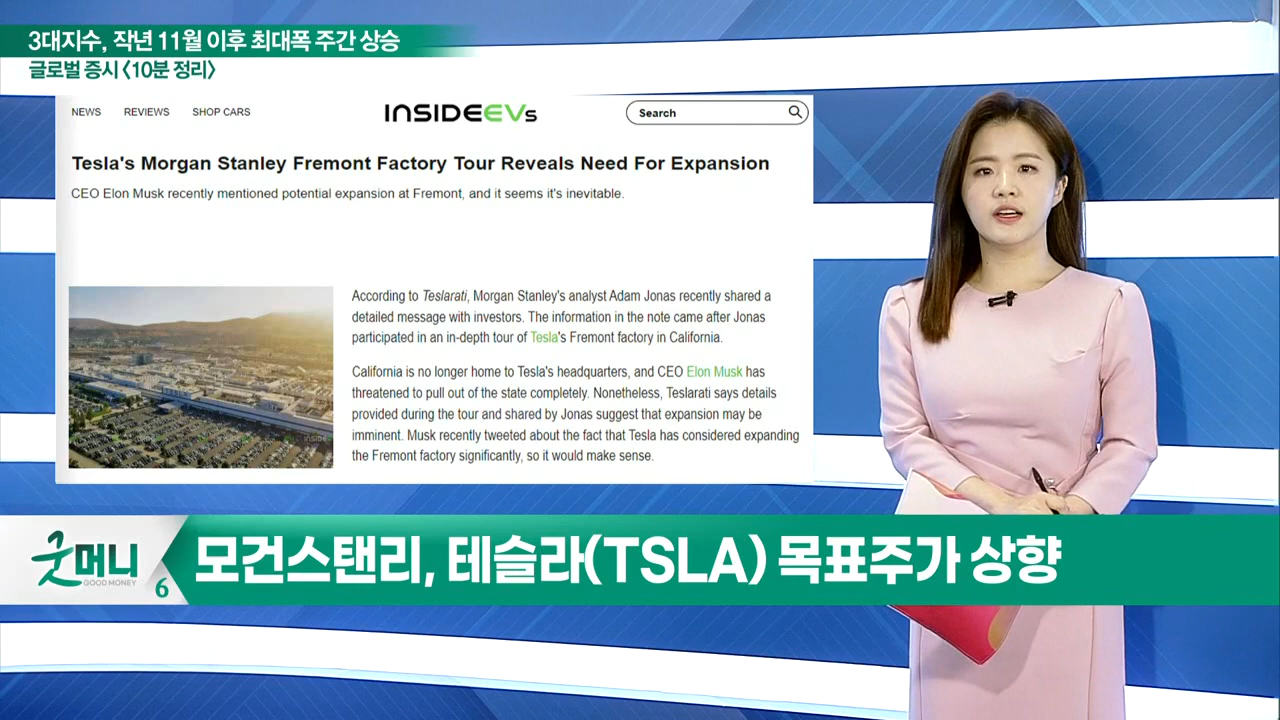 3대지수, 작년 11월 이후 최대폭 주간 상승
글로벌 증시 <10분 정리>
NEWS REVIEWS SHOP CARS INSIDEEVs Search
Tesla's Morgan Stanley Fremont Factory Tour Reveals Need For Expansion
CEO Elon Musk recently mentioned potential expansion at Fremont, and it seems it's inevitable.
According to Teslarati, Morgan Stanley's analyst Adam Jonas recently shared a
detailed message with investors. The information in the note came after Jonas
participated in an in-depth tour of Tesla's Fremont factory in California.
California is no longer home to Tesla's headquarters, and CEO Elon Musk has
threatened to pull out of the state completely. Nonetheless, Teslarati says details
provided during the tour and shared by Jonas suggest that expansion may be
imminent. Musk recently tweeted about the fact that Tesla has considered expanding
the Fremont factory significantly, so it would make sense.
굿머니
GOOD MONEY
6
모건스탠리, 테슬라(TSLA) 목표주가 상향